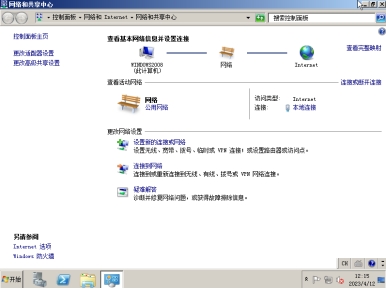 网络和共享中心
控制面板 ▸ 网络和 Internet ▸ 网络和共享中心
搜索控制面板
控制面板主页
更改适配器设置
更改高级共享设置
查看基本网络信息并设置连接
查看完整映射
WINDOWS2008
(此计算机)
网络
Internet
查看活动网络
连接或断开连接
网络
公用网络
访问类型: Internet
连接: 本地连接
更改网络设置
设置新的连接或网络
设置无线、宽带、拨号、临时或 VPN 连接；或设置路由器或访问点。
连接到网络
连接到或重新连接到无线、有线、拨号或 VPN 网络连接。
疑难解答
诊断并修复网络问题，或获得故障排除信息。
另请参阅
Internet 选项
Windows 防火墙
CH
开始
10:15
2023/4/12